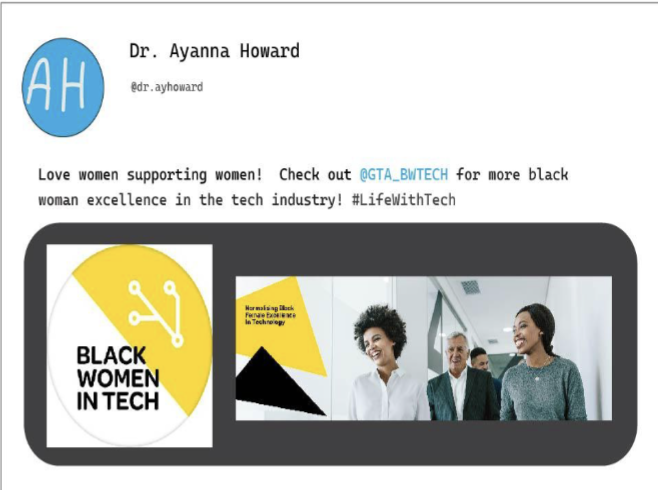 AH
Dr. Ayanna Howard
@dr.ayhoward
Love women supporting women! Check out @GTA_BWTECH for more black
woman excellence in the tech industry! #LifeWithTech
BLACK
WOMEN
IN TECH
Normalising Black
Female Excellence
in Technology